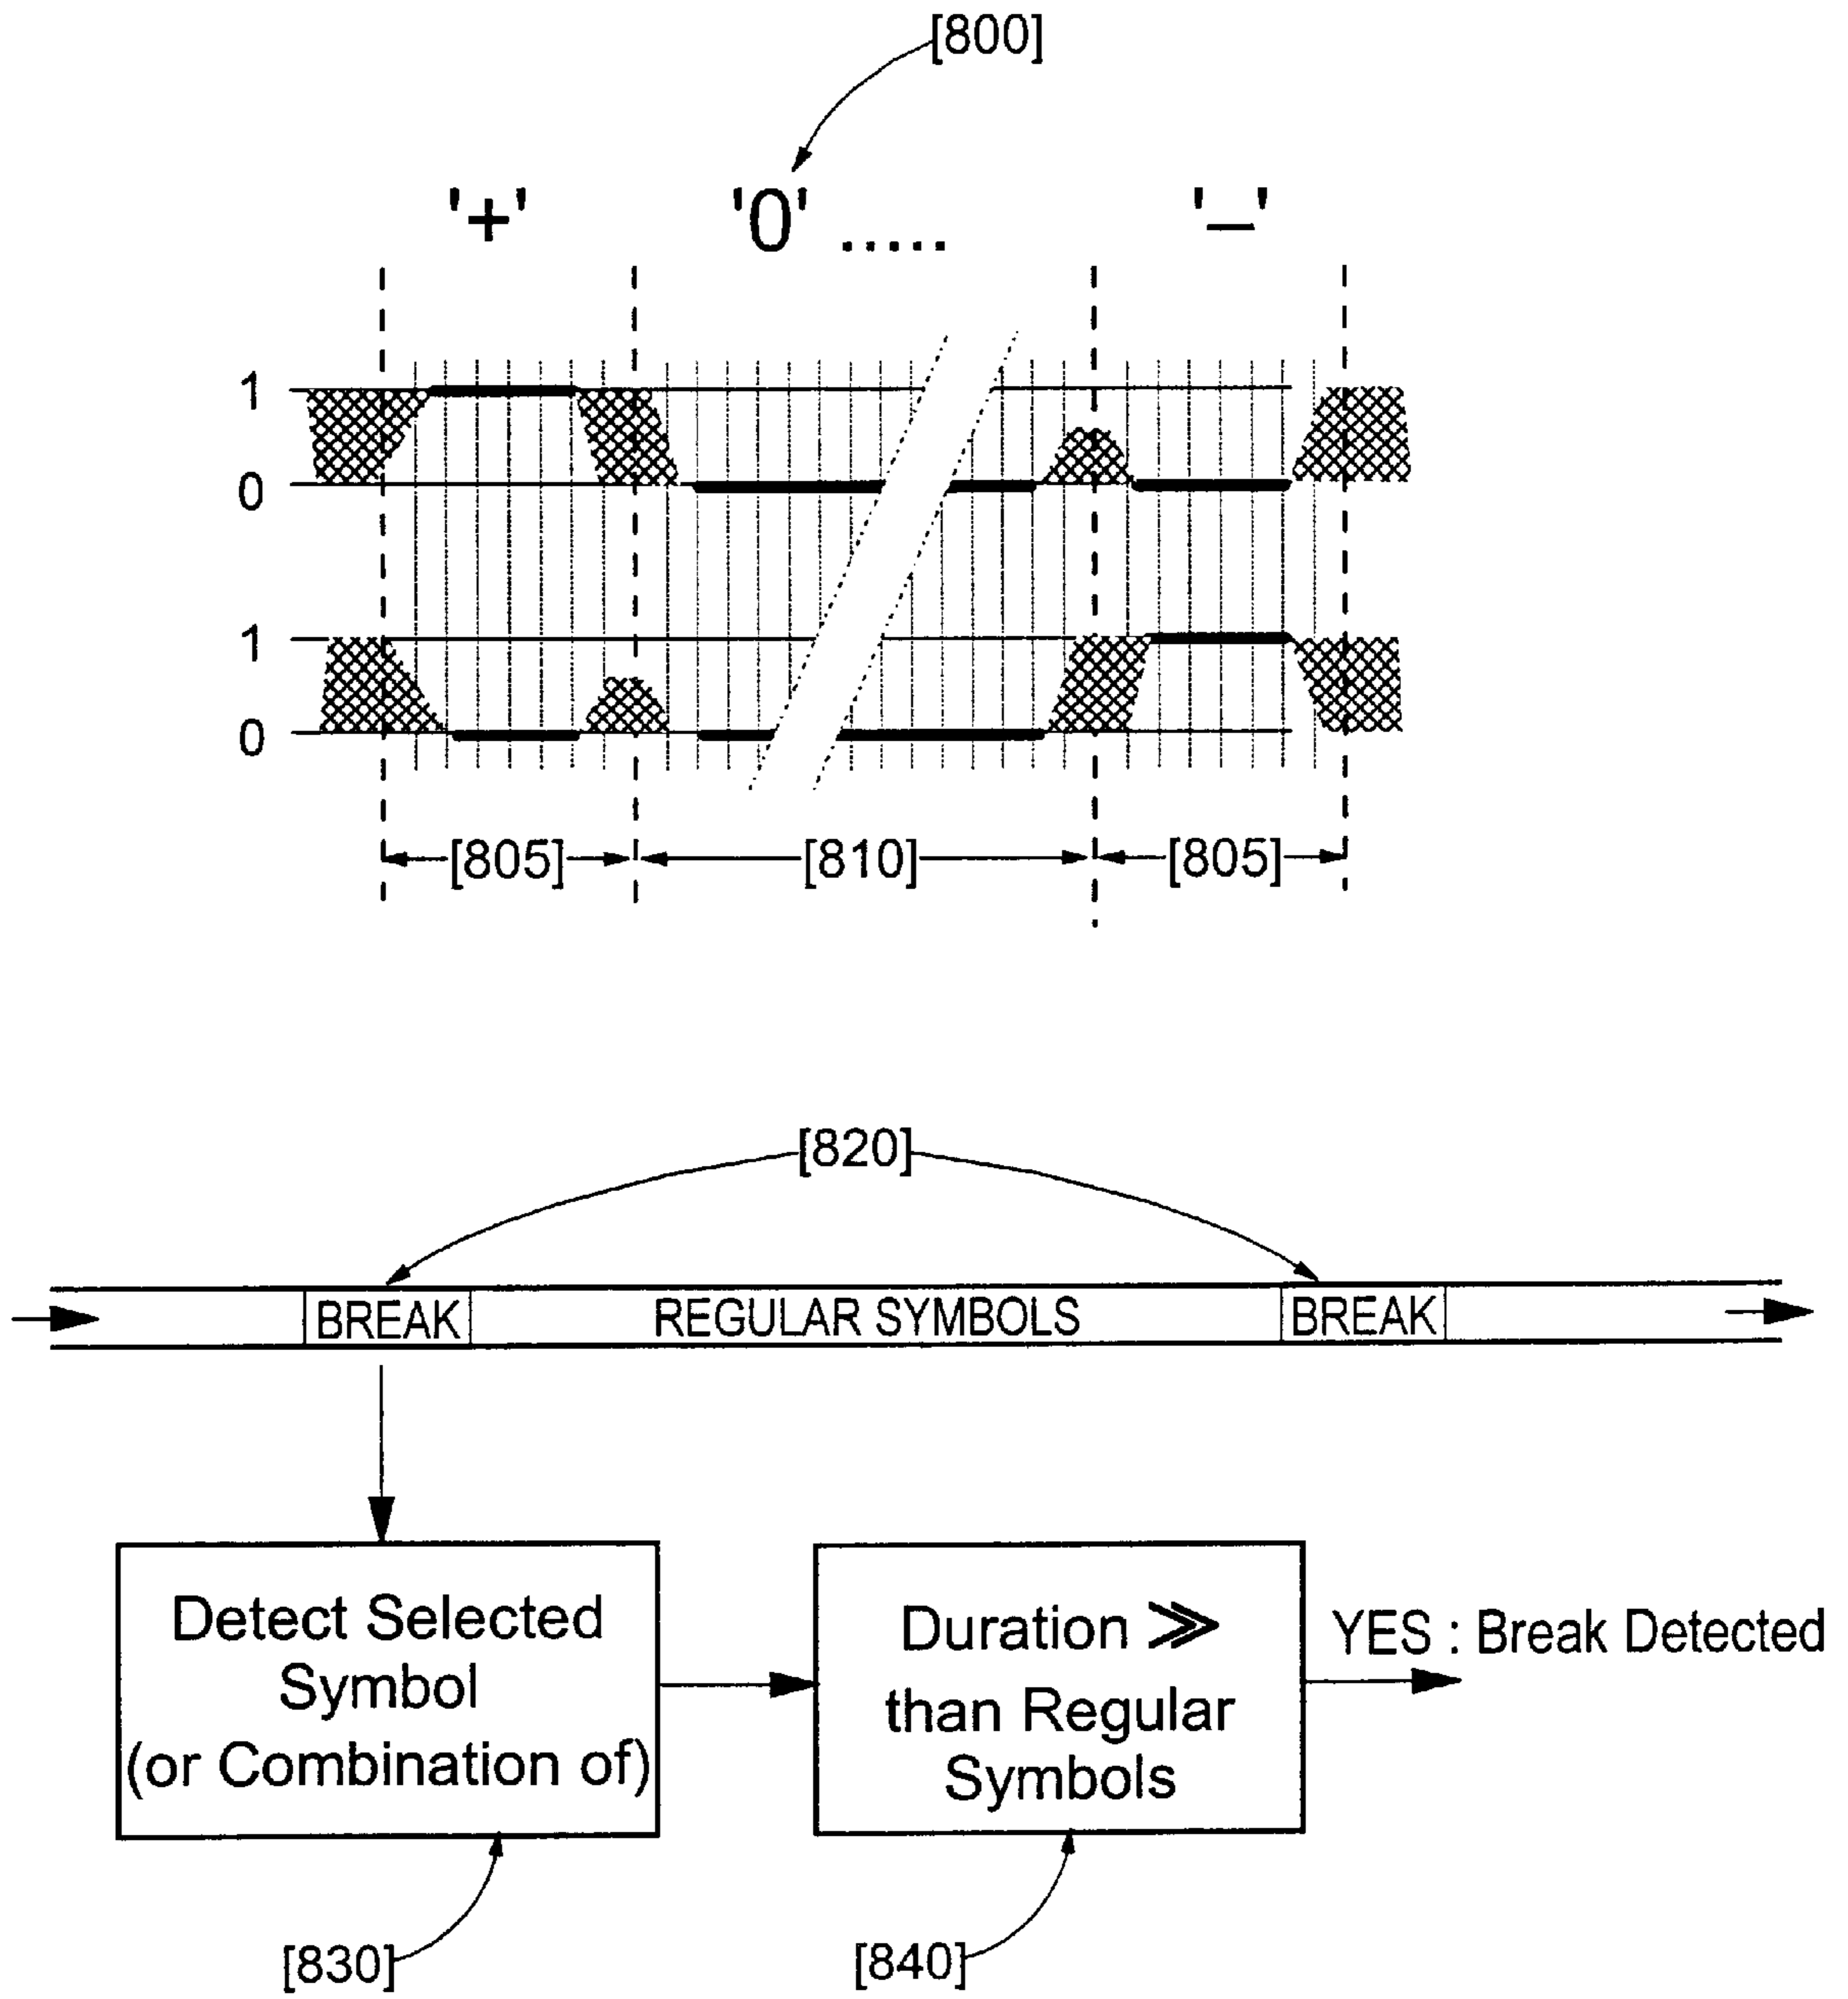 [800]
'+' '0' ..... '–'
1
0
1
0
[805] [810] [805]
[820]
BREAK REGULAR SYMBOLS BREAK
Detect Selected
Symbol
(or Combination of)
Duration ≫
than Regular
Symbols
YES : Break Detected
[830] [840]